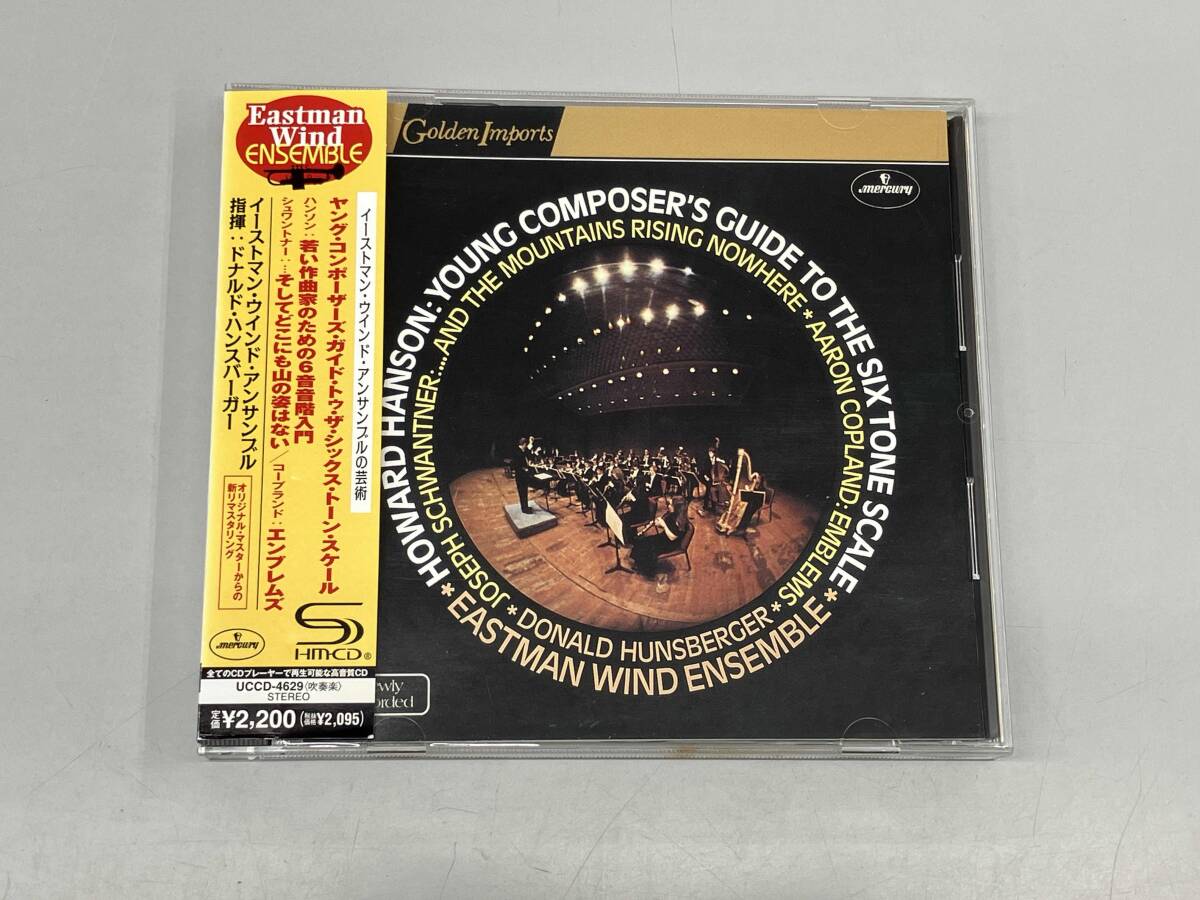 Eastman
Wind
ENSEMBLE
イーストマン・ウインド・アンサンブルの芸術
ヤング・コンポーザーズ・ガイド・トゥ・ザ・シックス・トーン・スケール
ハンソン:若い作曲家のための6音音階入門
シュワントナー:…そしてどこにも山の姿はない/コープランド:エンブレムズ
イーストマン・ウインド・アンサンブル
指揮:ドナルド・ハンスバーガー
オリジナル・マスターからの
新リマスタリング
mercury
SHM-CD
全てのCDプレーヤーで再生可能な高音質CD
UCCD-4629(吹奏楽)
STEREO
定価¥2,200(税抜価格¥2,095)
Golden Imports
mercury
HOWARD HANSON: YOUNG COMPOSER'S GUIDE TO THE SIX TONE SCALE
JOSEPH SCHWANTNER:...AND THE MOUNTAINS RISING NOWHERE * AARON COPLAND: EMBLEMS
* DONALD HUNSBERGER *
* EASTMAN WIND ENSEMBLE *